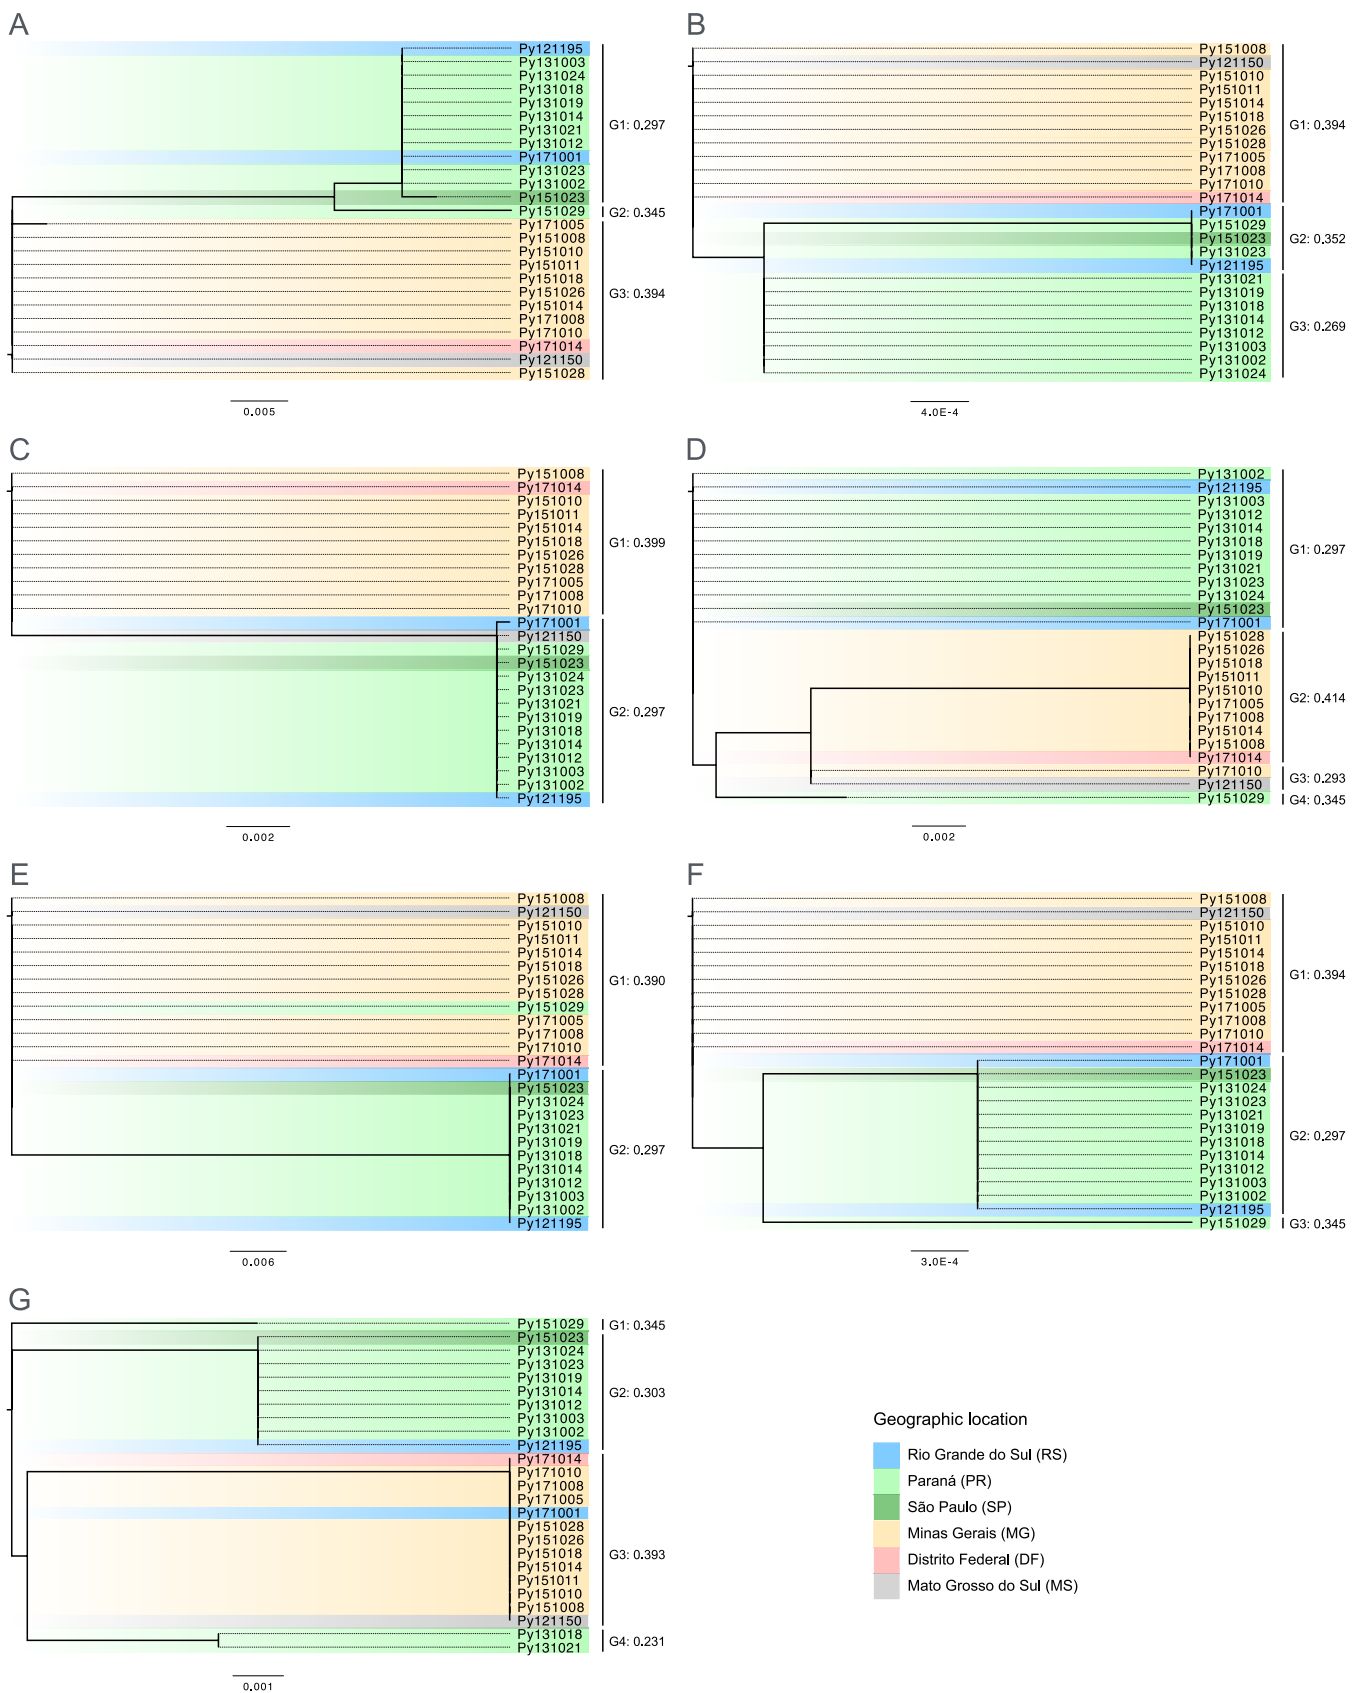 A
Py121195
Py131003
Py131024
Py131018
Py131019
Py131014
Py131021
Py131012
Py171001
Py131023
Py131002
Py151023
Py151029
Py171005
Py151008
Py151010
Py151011
Py151018
Py151026
Py151014
Py171008
Py171010
Py171014
Py121150
Py151028
G1: 0.297
G2: 0.345
G3: 0.394
0.005
B
Py151008
Py121150
Py151010
Py151011
Py151014
Py151018
Py151026
Py151028
Py171005
Py171008
Py171010
Py171014
Py171001
Py151029
Py151023
Py131023
Py121195
Py131021
Py131019
Py131018
Py131014
Py131012
Py131003
Py131002
Py131024
G1: 0.394
G2: 0.352
G3: 0.269
4.0E-4
C
Py151008
Py171014
Py151010
Py151011
Py151014
Py151018
Py151026
Py151028
Py171005
Py171008
Py171010
Py171001
Py121150
Py151029
Py151023
Py131024
Py131023
Py131021
Py131019
Py131018
Py131014
Py131012
Py131003
Py131002
Py121195
G1: 0.399
G2: 0.297
0.002
D
Py131002
Py121195
Py131003
Py131012
Py131014
Py131018
Py131019
Py131021
Py131023
Py131024
Py151023
Py171001
Py151028
Py151026
Py151018
Py151011
Py151010
Py171005
Py171008
Py151014
Py151008
Py171014
Py171010
Py121150
Py151029
G1: 0.297
G2: 0.414
G3: 0.293
G4: 0.345
0.002
E
Py151008
Py121150
Py151010
Py151011
Py151014
Py151018
Py151026
Py151028
Py151029
Py171005
Py171008
Py171010
Py171014
Py171001
Py151023
Py131024
Py131023
Py131021
Py131019
Py131018
Py131014
Py131012
Py131003
Py131002
Py121195
G1: 0.390
G2: 0.297
0.006
F
Py151008
Py121150
Py151010
Py151011
Py151014
Py151018
Py151026
Py151028
Py171005
Py171008
Py171010
Py171014
Py171001
Py151023
Py131024
Py131023
Py131021
Py131019
Py131018
Py131014
Py131012
Py131003
Py131002
Py121195
Py151029
G1: 0.394
G2: 0.297
G3: 0.345
3.0E-4
G
Py151029
Py151023
Py131024
Py131023
Py131019
Py131014
Py131012
Py131003
Py131002
Py121195
Py171014
Py171010
Py171008
Py171005
Py171001
Py151028
Py151026
Py151018
Py151014
Py151011
Py151010
Py151008
Py121150
Py131018
Py131021
G1: 0.345
G2: 0.303
G3: 0.393
G4: 0.231
0.001
Geographic location
Rio Grande do Sul (RS)
Paraná (PR)
São Paulo (SP)
Minas Gerais (MG)
Distrito Federal (DF)
Mato Grosso do Sul (MS)